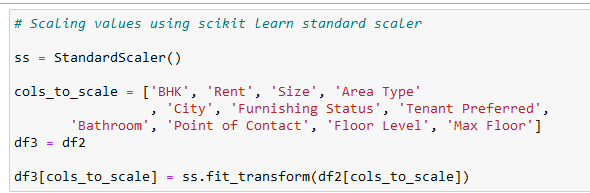 # Scaling values using scikit learn standard scaler
ss = StandardScaler()
cols_to_scale = ['BHK', 'Rent', 'Size', 'Area Type'
, 'City', 'Furnishing Status', 'Tenant Preferred',
'Bathroom', 'Point of Contact', 'Floor Level', 'Max Floor']
df3 = df2
df3[cols_to_scale] = ss.fit_transform(df2[cols_to_scale])